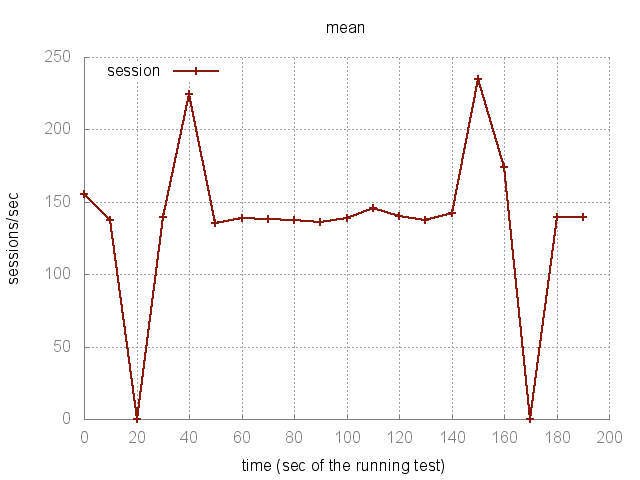 mean
250
session
200
150
sessions/sec
100
50
0
0 20 40 60 80 100 120 140 160 180 200
time (sec of the running test)